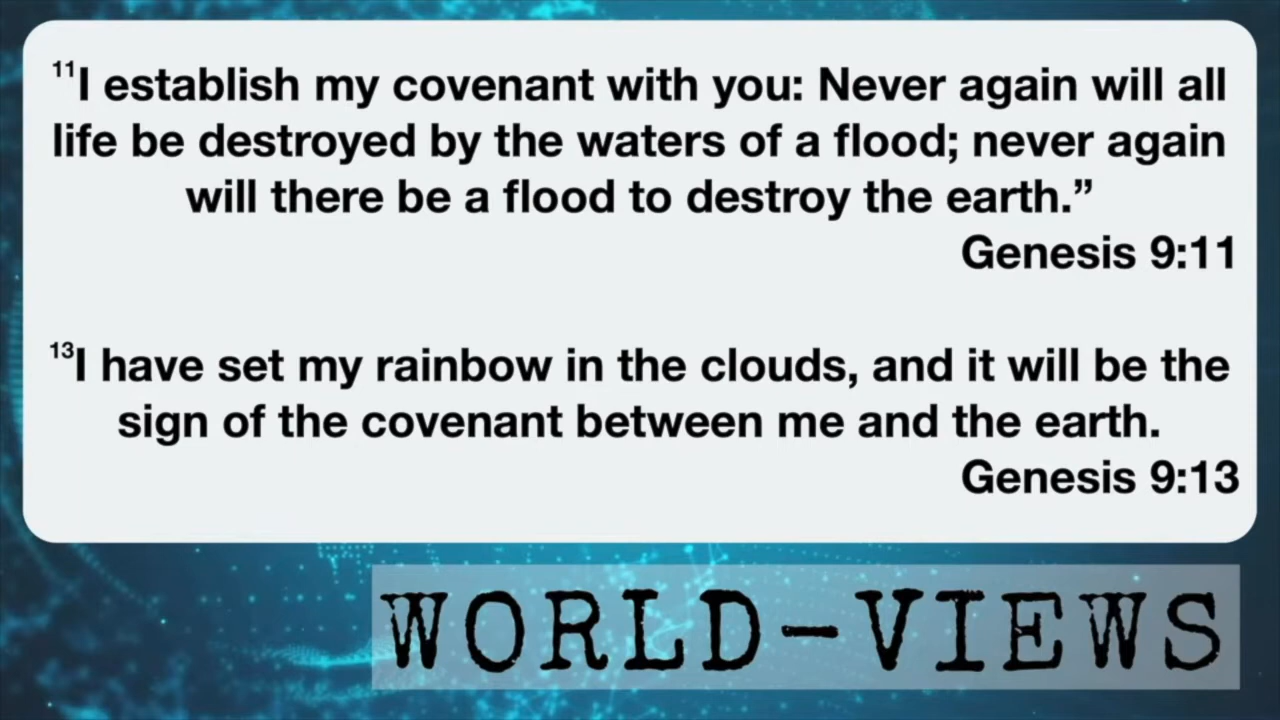 ¹¹I establish my covenant with you: Never again will all
life be destroyed by the waters of a flood; never again
will there be a flood to destroy the earth.”
Genesis 9:11
¹³I have set my rainbow in the clouds, and it will be the
sign of the covenant between me and the earth.
Genesis 9:13
WORLD-VIEWS